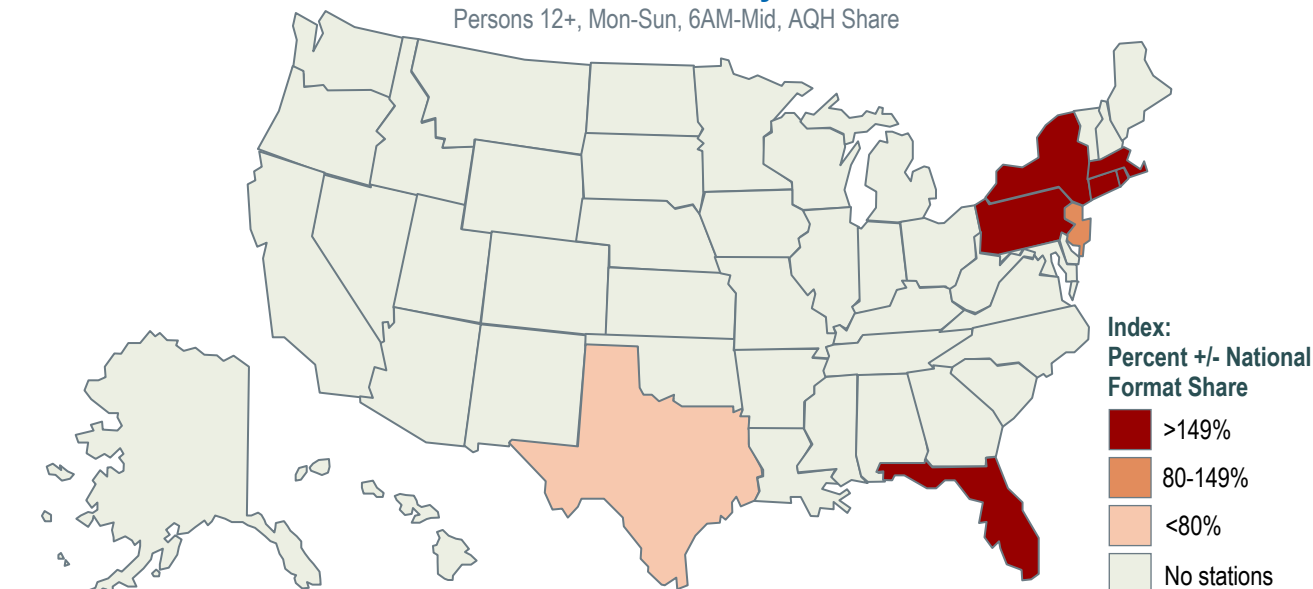 Persons 12+, Mon-Sun, 6AM-Mid, AQH Share
Index:
Percent +/- National
Format Share
>149%
80-149%
<80%
No stations